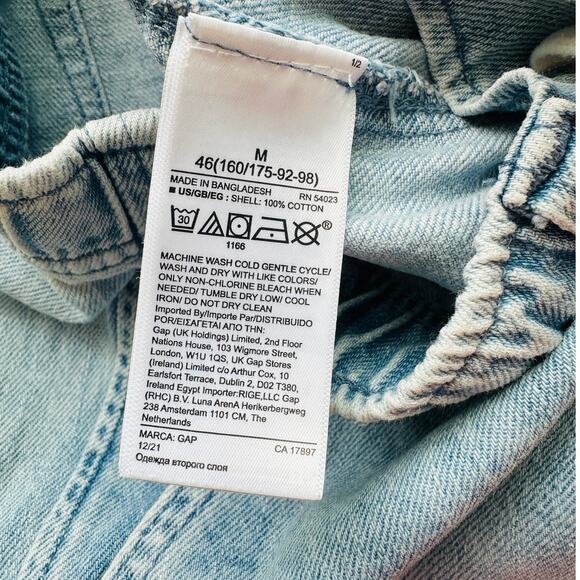 1/2
M
46(160/175-92-98)
MADE IN BANGLADESH RN 54023
■ US/GB/EG : SHELL: 100% COTTON
30 ®
1166
MACHINE WASH COLD GENTLE CYCLE/
WASH AND DRY WITH LIKE COLORS/
ONLY NON-CHLORINE BLEACH WHEN
NEEDED/ TUMBLE DRY LOW/ COOL
IRON/ DO NOT DRY CLEAN
Imported By/Importe Par/DISTRIBUIDO
POR/ΕΙΣΑΓΕΤΑΙ ΑΠΟ ΤΗΝ:
Gap (UK Holdings) Limited, 2nd Floor
Nations House, 103 Wigmore Street,
London, W1U 1QS, UK Gap Stores
(Ireland) Limited c/o Arthur Cox, 10
Earlsfort Terrace, Dublin 2, D02 T380,
Ireland Egypt Importer:RIGE,LLC Gap
(RHC) B.V. Luna ArenA Herikerbergweg
238 Amsterdam 1101 CM, The
Netherlands
MARCA: GAP CA 17897
12/21
Одежда второго слоя